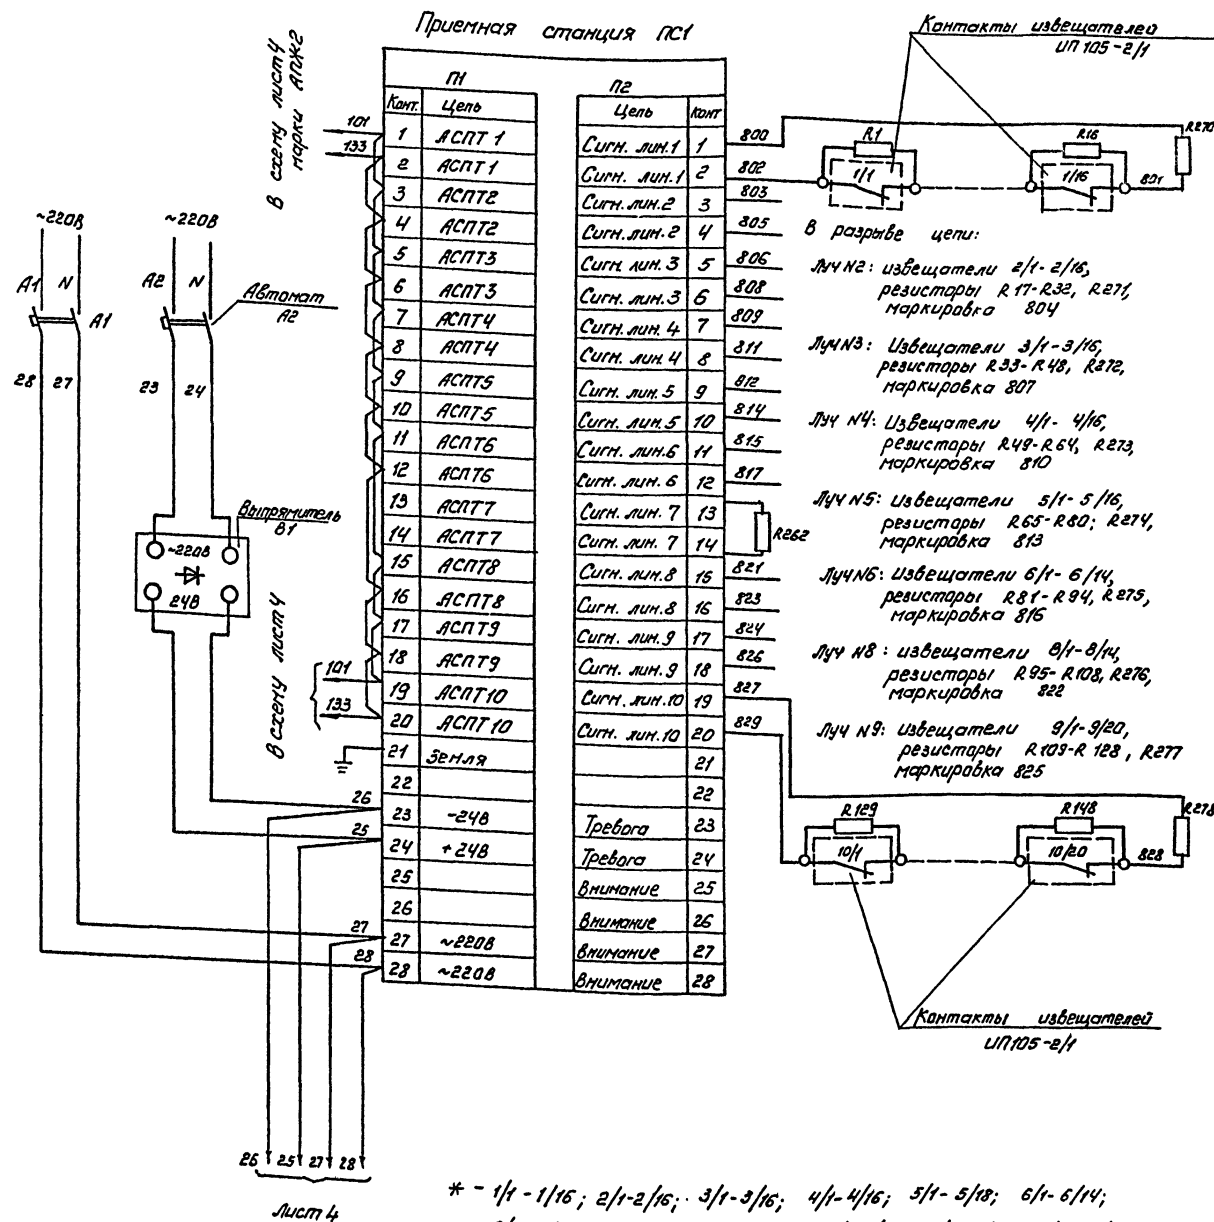 Приемная станция ПС1
В схему лист 4
марки АПЖ2
Контакты извещателей
ИП 105-2/1
П1
Конт. Цепь
1 АСПТ 1
2 АСПТ 1
3 АСПТ2
4 АСПТ2
5 АСПТ3
6 АСПТ3
7 АСПТ4
8 АСПТ4
9 АСПТ5
10 АСПТ5
11 АСПТ6
12 АСПТ6
13 АСПТ7
14 АСПТ7
15 АСПТ8
16 АСПТ8
17 АСПТ9
18 АСПТ9
19 АСПТ10
20 АСПТ10
21 Земля
22
23 -24В
24 +24В
25
26
27 ~220В
28 ~220В
П2
Цепь Конт
Сигн. лин.1 1
Сигн. лин.1 2
Сигн. лин.2 3
Сигн. лин. 2 4
Сигн. лин. 3 5
Сигн. лин. 3 6
Сигн. лин. 4 7
Сигн. лин. 4 8
Сигн. лин. 5 9
Сигн. лин. 5 10
Сигн. лин.6 11
Сигн. лин. 6 12
Сигн. лин. 7 13
Сигн. лин. 7 14
Сигн. лин. 8 15
Сигн. лин.8 16
Сигн. лин. 9 17
Сигн. лин. 9 18
Сигн. лин. 10 19
Сигн. лин. 10 20
21
22
Тревога 23
Тревога 24
Внимание 25
Внимание 26
Внимание 27
Внимание 28
101
133
~220В
~220В
А1 N
А1
А2 N
Автомат
А2
28 27
23 24
Выпрямитель
В1
~220В
24В
В схему лист 4
101
133
26
25
27
28
26 25 27 28
Лист 4
800
802
803
805
806
808
809
811
812
814
815
817
R262
821
823
824
826
827
829
R1
1/1
R16
1/16
801
R270
В разрыве цепи:
Луч N2: извещатели 2/1- 2/16,
резисторы R 17-R32, R271,
маркировка 804
Луч N3: Извещатели 3/1-3/16,
резисторы R33-R48, R272,
маркировка 807
Луч N4: Извещатели 4/1- 4/16,
резисторы R49-R64, R273,
маркировка 810
Луч N5: Извещатели 5/1- 5/16,
резисторы R65-R80; R274,
маркировка 813
Луч N6: Извещатели 6/1- 6/14,
резисторы R81-R94, R275,
маркировка 816
Луч N8: извещатели 8/1-8/14,
резисторы R95-R108, R276,
маркировка 822
Луч N9: извещатели 9/1-9/20,
резисторы R109-R 128, R277
маркировка 825
R129
10/1
R148
10/20
828
R278
Контакты извещателей
ИП105-2/1
* - 1/1 - 1/16; 2/1-2/16; 3/1-3/16; 4/1-4/16; 5/1- 5/18; 6/1- 6/14;